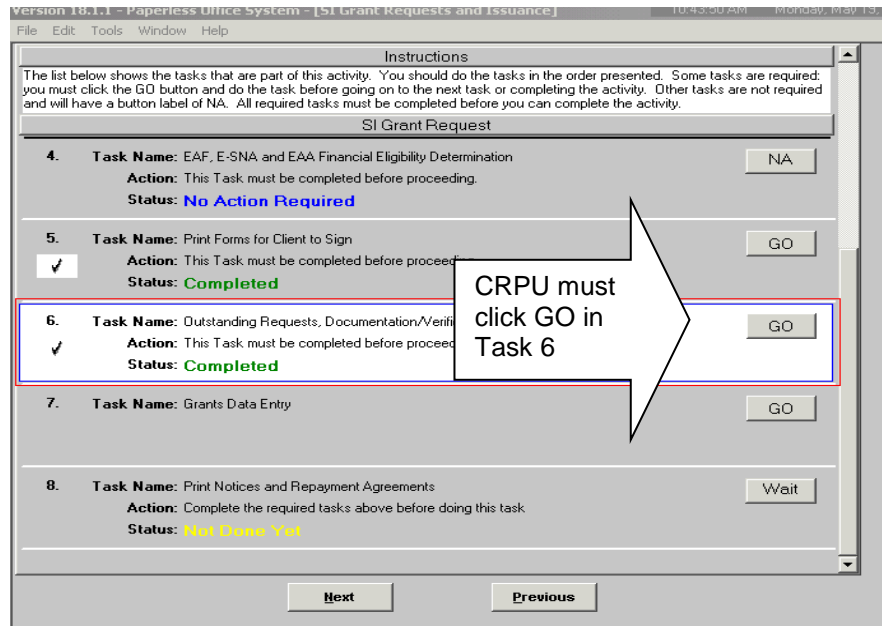 Version 18.1.1 - Paperless Office System - [SI Grant Requests and Issuance] 10:43:50 AM Monday, May 19,
File Edit Tools Window Help
Instructions
The list below shows the tasks that are part of this activity. You should do the tasks in the order presented. Some tasks are required:
you must click the GO button and do the task before going on to the next task or completing the activity. Other tasks are not required
and will have a button label of NA. All required tasks must be completed before you can complete the activity.
SI Grant Request
4. Task Name: EAF, E-SNA and EAA Financial Eligibility Determination NA
Action: This Task must be completed before proceeding.
Status: No Action Required
5. Task Name: Print Forms for Client to Sign GO
Action: This Task must be completed before
Status: Completed
CRPU must
click GO in
Task 6
6. Task Name: Outstanding Requests, GO
Action: This Task must be completed before
Status: Completed
7. Task Name: Grants Data Entry GO
8. Task Name: Print Notices and Repayment Agreements Wait
Action: Complete the required tasks above before doing this task
Status: Not Done Yet
Next Previous